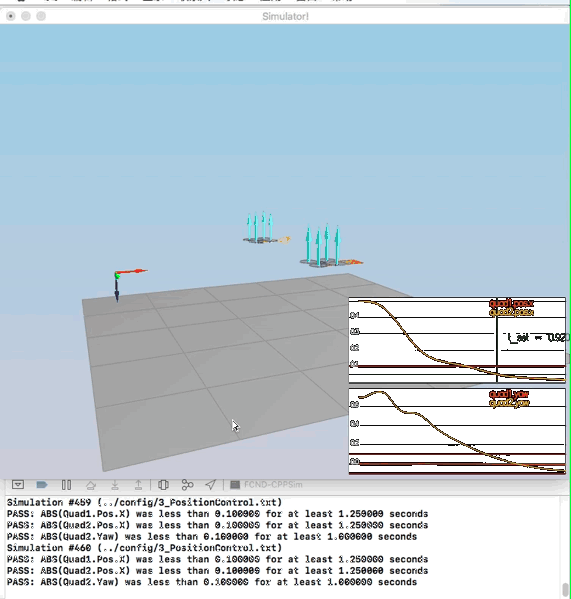 Simulator!
quad1.pos.x
quad2.pos.x
quad1.yaw
quad2.yaw
FCND-CPPSim
Simulation #459 (../config/3_PositionControl.txt)
PASS: ABS(Quad1.Pos.X) was less than 0.100000 for at least 1.250000 seconds
PASS: ABS(Quad2.Pos.X) was less than 0.100000 for at least 1.250000 seconds
PASS: ABS(Quad2.Yaw) was less than 0.100000 for at least 1.000000 seconds
Simulation #460 (../config/3_PositionControl.txt)
PASS: ABS(Quad1.Pos.X) was less than 0.100000 for at least 1.250000 seconds
PASS: ABS(Quad2.Pos.X) was less than 0.100000 for at least 1.250000 seconds
PASS: ABS(Quad2.Yaw) was less than 0.100000 for at least 1.000000 seconds